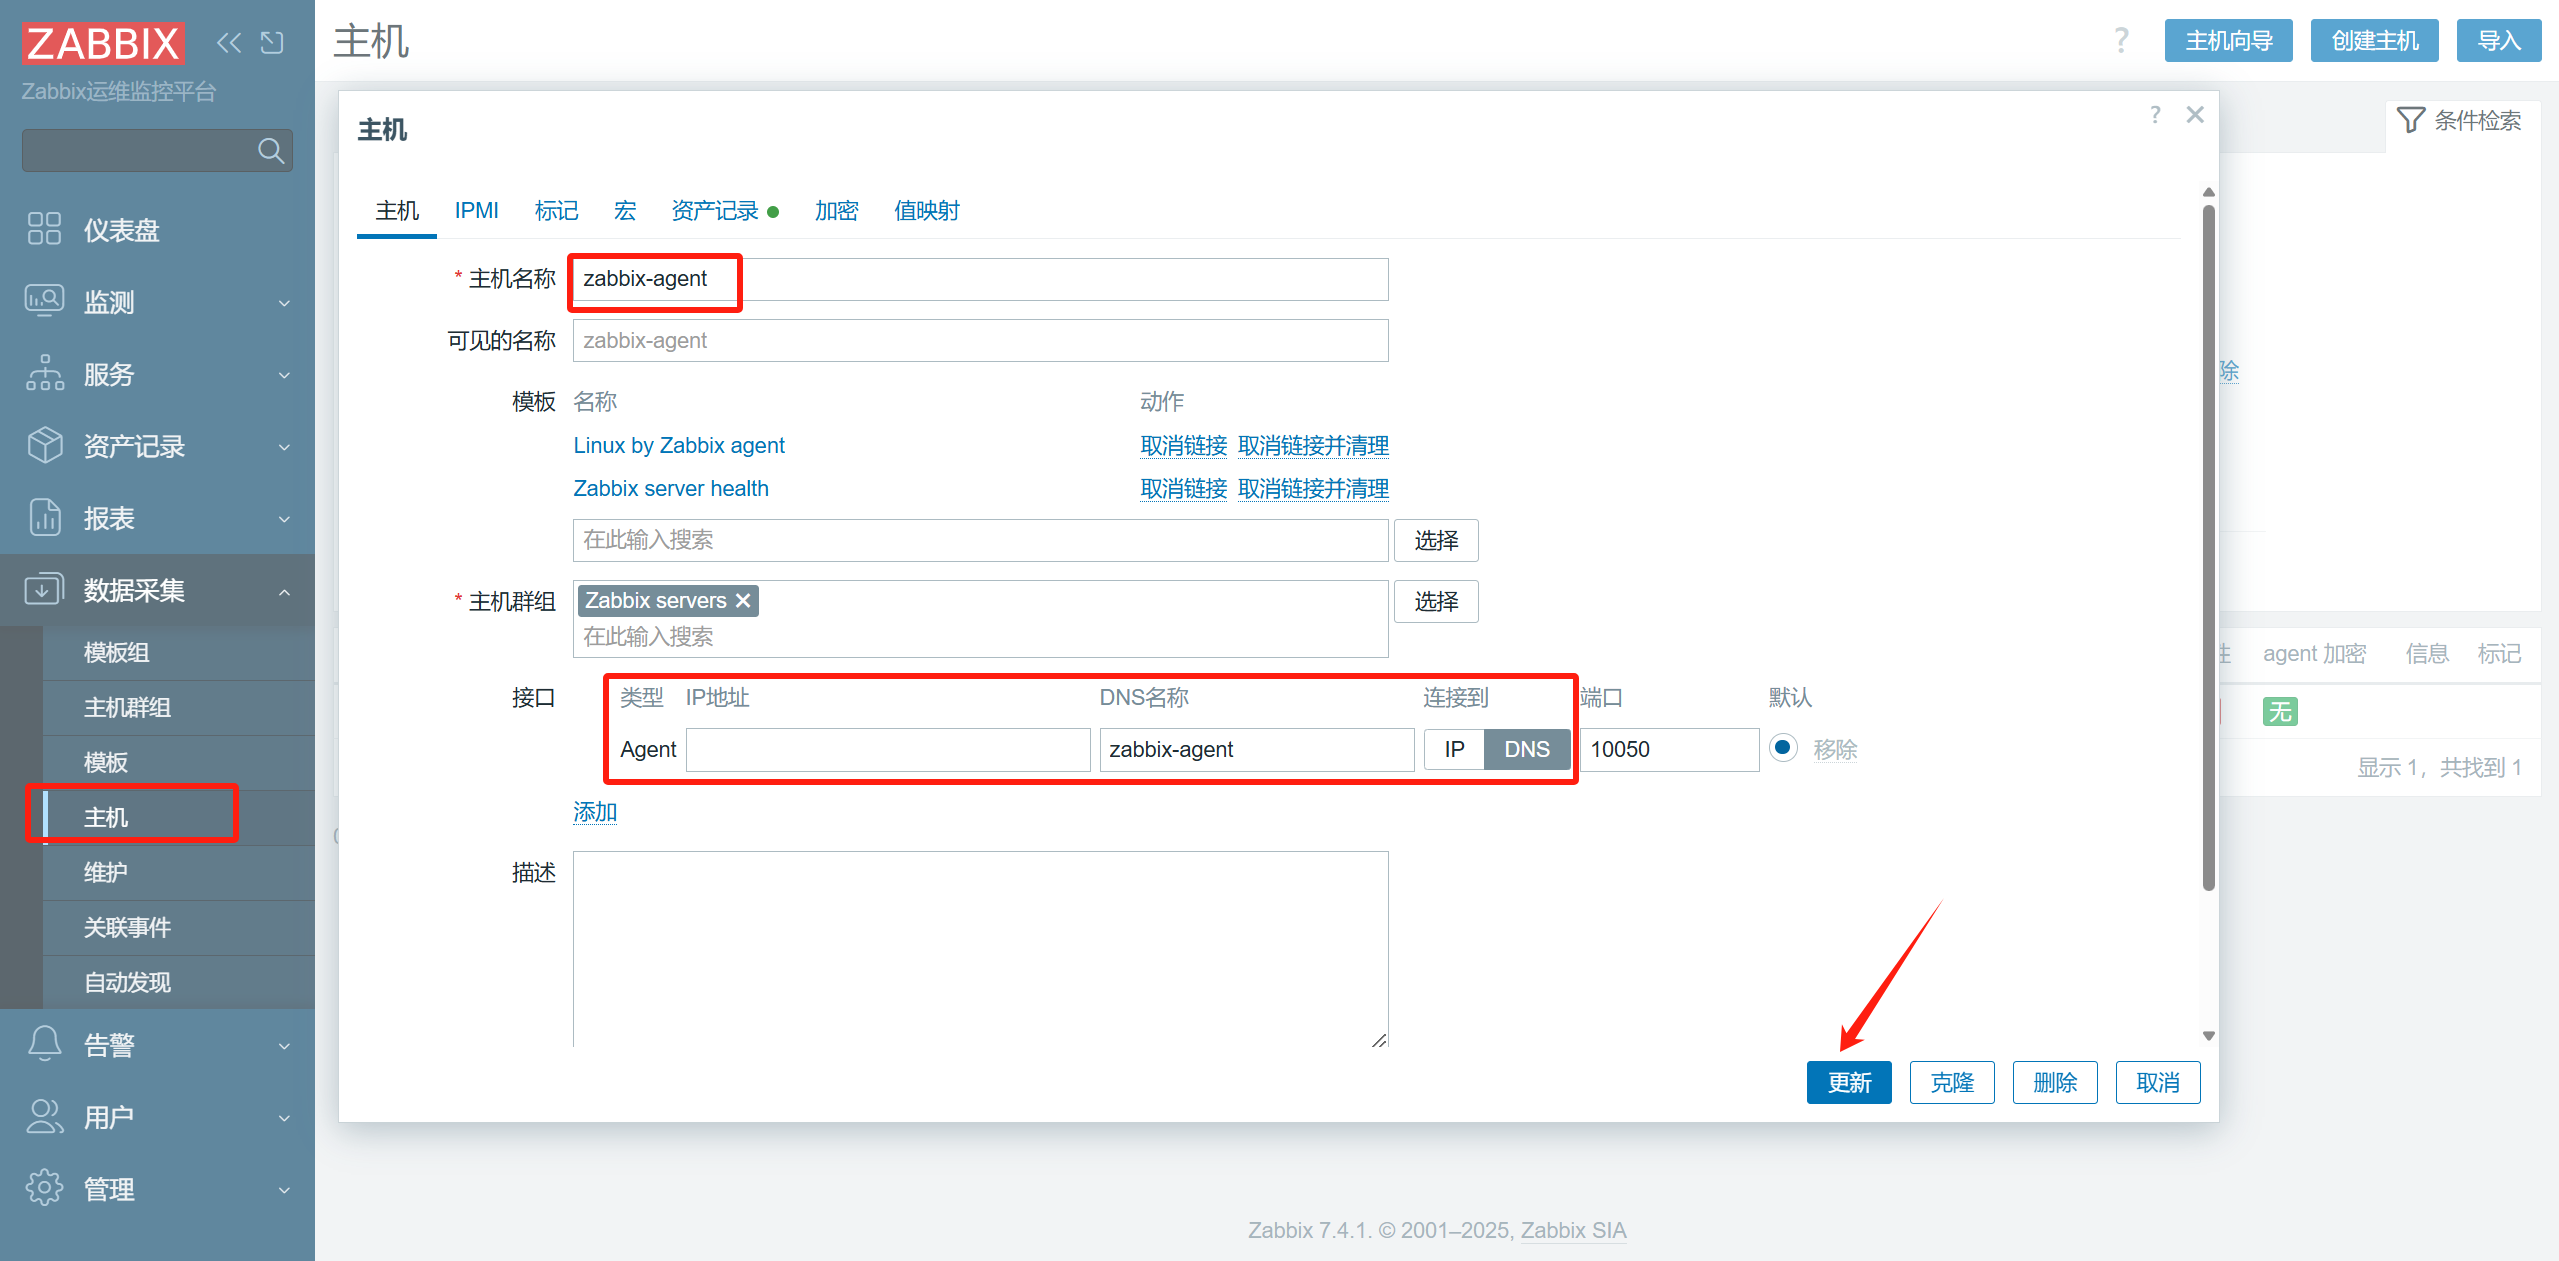 ZABBIX
Zabbix运维监控平台
仪表盘
监测
服务
资产记录
报表
数据采集
模板组
主机群组
模板
主机
维护
关联事件
自动发现
告警
用户
管理
主机
? 主机向导 创建主机 导入
条件检索
主机
?
主机 IPMI 标记 宏 资产记录 加密 值映射
* 主机名称 zabbix-agent
可见的名称 zabbix-agent
模板 名称 动作
Linux by Zabbix agent 取消链接 取消链接并清理
Zabbix server health 取消链接 取消链接并清理
在此输入搜索 选择
* 主机群组 Zabbix servers 选择
在此输入搜索
接口 类型 IP地址 DNS名称 连接到 端口 默认
Agent zabbix-agent IP DNS 10050 移除
添加
描述
更新 克隆 删除 取消
除
agent 加密 信息 标记
无
显示 1，共找到 1
Zabbix 7.4.1. © 2001–2025, Zabbix SIA